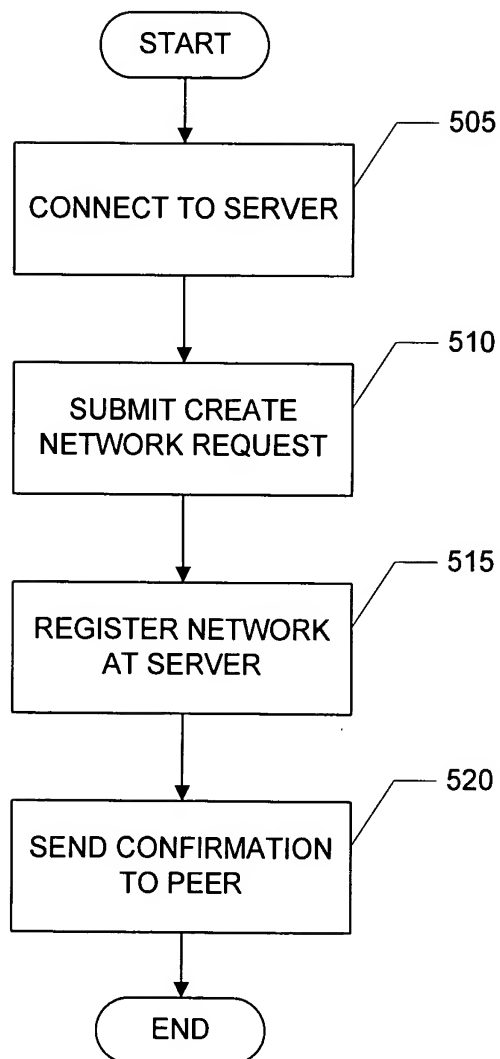 START
505
CONNECT TO SERVER
510
SUBMIT CREATE
NETWORK REQUEST
515
REGISTER NETWORK
AT SERVER
520
SEND CONFIRMATION
TO PEER
END